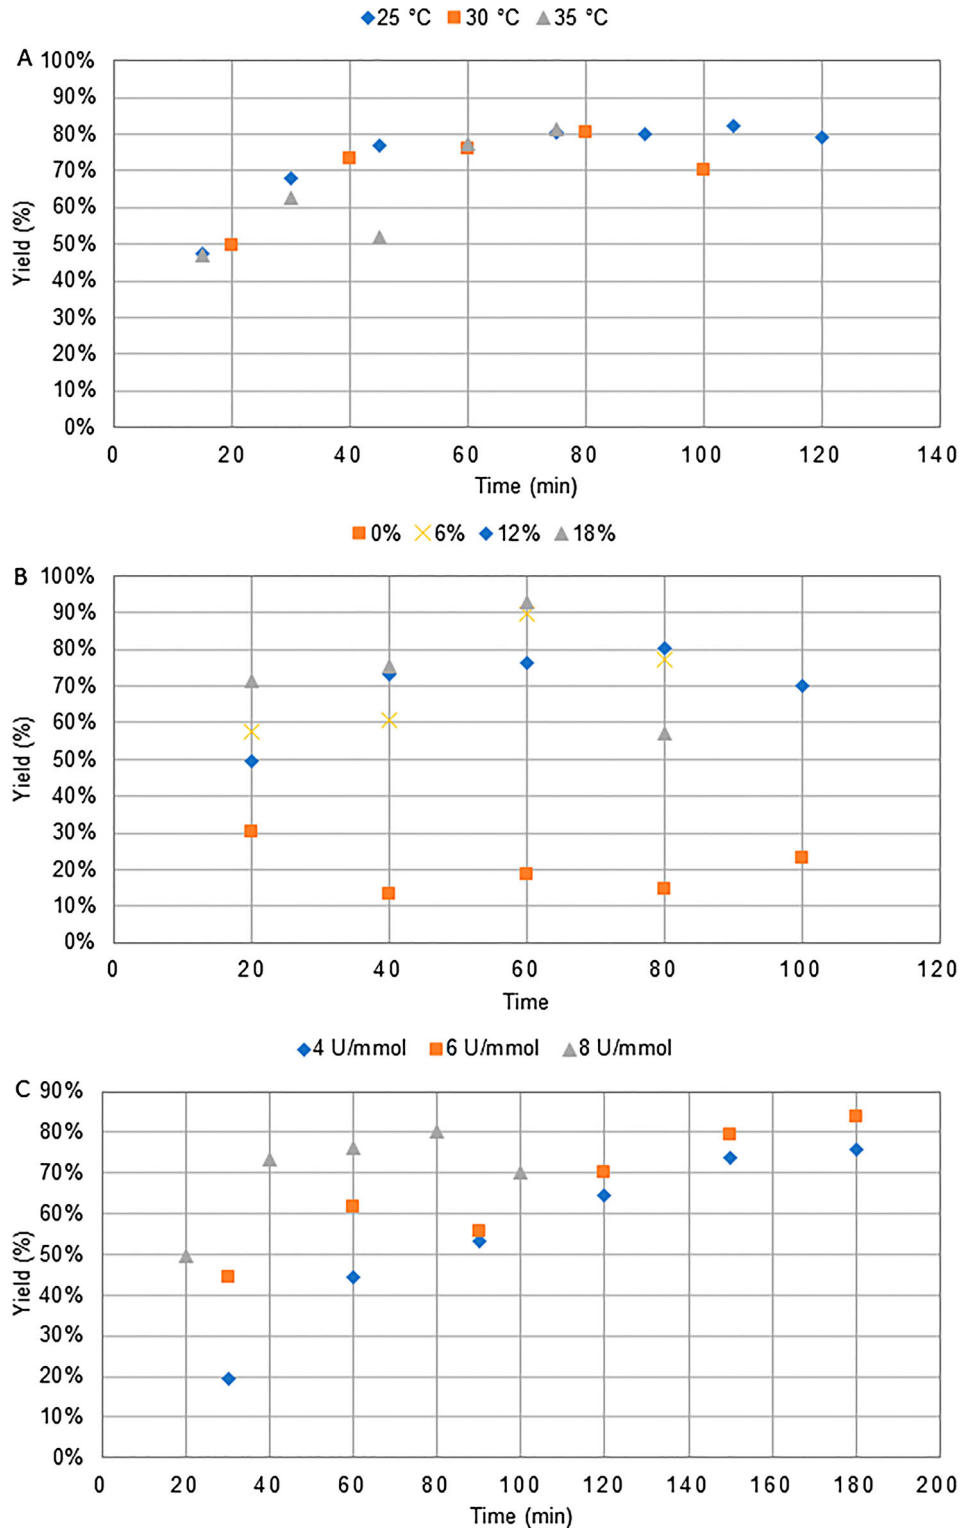 25 °C 30 °C 35 °C
A
100%
90%
80%
70%
60%
50%
40%
30%
20%
10%
0%
Yield (%)
0 20 40 60 80 100 120 140
Time (min)
0% 6% 12% 18%
B
100%
90%
80%
70%
60%
50%
40%
30%
20%
10%
0%
Yield (%)
0 20 40 60 80 100 120
Time
4 U/mmol 6 U/mmol 8 U/mmol
C
90%
80%
70%
60%
50%
40%
30%
20%
10%
0%
Yield (%)
0 20 40 60 80 100 120 140 160 180 200
Time (min)